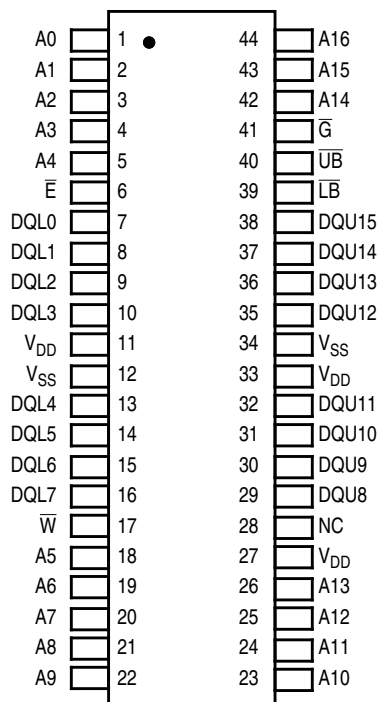 A0 1 44 A16
A1 2 43 A15
A2 3 42 A14
A3 4 41 G̅
A4 5 40 U̅B̅
E̅ 6 39 L̅B̅
DQL0 7 38 DQU15
DQL1 8 37 DQU14
DQL2 9 36 DQU13
DQL3 10 35 DQU12
VDD 11 34 VSS
VSS 12 33 VDD
DQL4 13 32 DQU11
DQL5 14 31 DQU10
DQL6 15 30 DQU9
DQL7 16 29 DQU8
W̅ 17 28 NC
A5 18 27 VDD
A6 19 26 A13
A7 20 25 A12
A8 21 24 A11
A9 22 23 A10